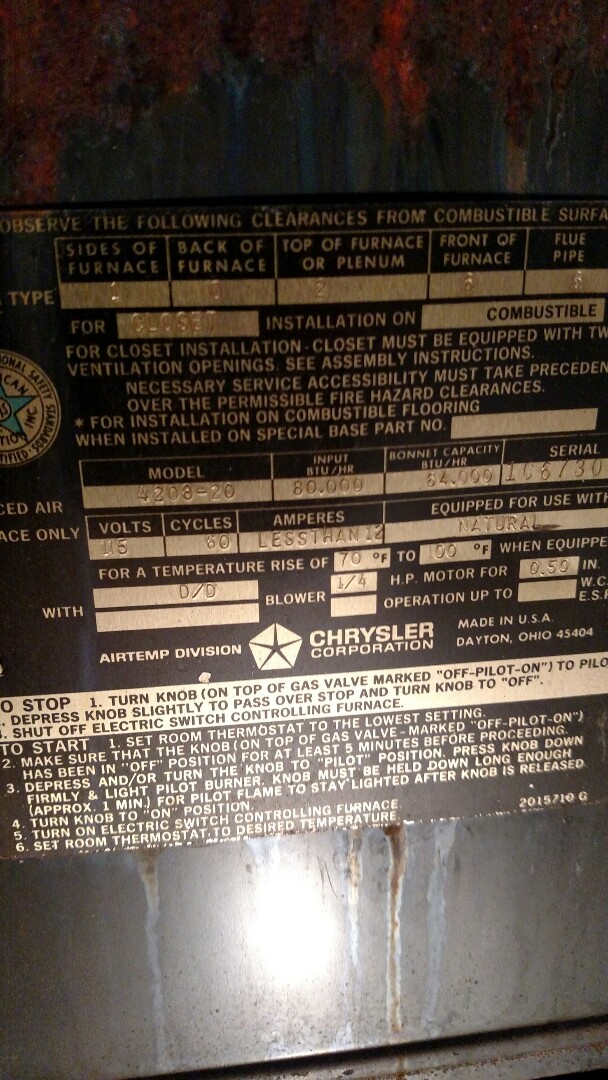 OBSERVE THE FOLLOWING CLEARANCES FROM COMBUSTIBLE SURFA
SIDES OF FURNACE BACK OF FURNACE TOP OF FURNACE OR PLENUM FRONT OF FURNACE FLUE PIPE
TYPE 0 2 6 6
FOR CLOSET INSTALLATION ON COMBUSTIBLE
FOR CLOSET INSTALLATION - CLOSET MUST BE EQUIPPED WITH TW
VENTILATION OPENINGS. SEE ASSEMBLY INSTRUCTIONS.
NECESSARY SERVICE ACCESSIBILITY MUST TAKE PRECEDEN
OVER THE PERMISSIBLE FIRE HAZARD CLEARANCES.
* FOR INSTALLATION ON COMBUSTIBLE FLOORING
WHEN INSTALLED ON SPECIAL BASE PART NO.
MODEL INPUT BTU/HR BONNET CAPACITY BTU/HR SERIAL
4208-20 80.000 64.000 1C6730
CED AIR
ACE ONLY
VOLTS CYCLES AMPERES EQUIPPED FOR USE WITH
115 60 LESSTHAN 12 NATURAL
FOR A TEMPERATURE RISE OF 70 °F TO 100 °F WHEN EQUIPPE
WITH D/D BLOWER 1/4 H.P. MOTOR FOR 0.50 IN.
OPERATION UP TO W.C.
E.S.P
AIRTEMP DIVISION CHRYSLER CORPORATION
MADE IN U.S.A.
DAYTON, OHIO 45404
TO STOP 1. TURN KNOB (ON TOP OF GAS VALVE MARKED "OFF-PILOT-ON") TO PILO
. DEPRESS KNOB SLIGHTLY TO PASS OVER STOP AND TURN KNOB TO "OFF".
. SHUT OFF ELECTRIC SWITCH CONTROLLING FURNACE.
TO START 1. SET ROOM THERMOSTAT TO THE LOWEST SETTING.
2. MAKE SURE THAT THE KNOB (ON TOP OF GAS VALVE - MARKED "OFF-PILOT-ON")
HAS BEEN IN "OFF" POSITION FOR AT LEAST 5 MINUTES BEFORE PROCEEDING.
3. DEPRESS AND/OR TURN THE KNOB TO "PILOT" POSITION. PRESS KNOB DOWN
FIRMLY & LIGHT PILOT BURNER. KNOB MUST BE HELD DOWN LONG ENOUGH
(APPROX. 1 MIN.) FOR PILOT FLAME TO STAY LIGHTED AFTER KNOB IS RELEASED
4. TURN KNOB TO "ON" POSITION.
5. TURN ON ELECTRIC SWITCH CONTROLLING FURNACE
6. SET ROOM THERMOSTAT TO DESIRED TEMPERATURE
2015710 G